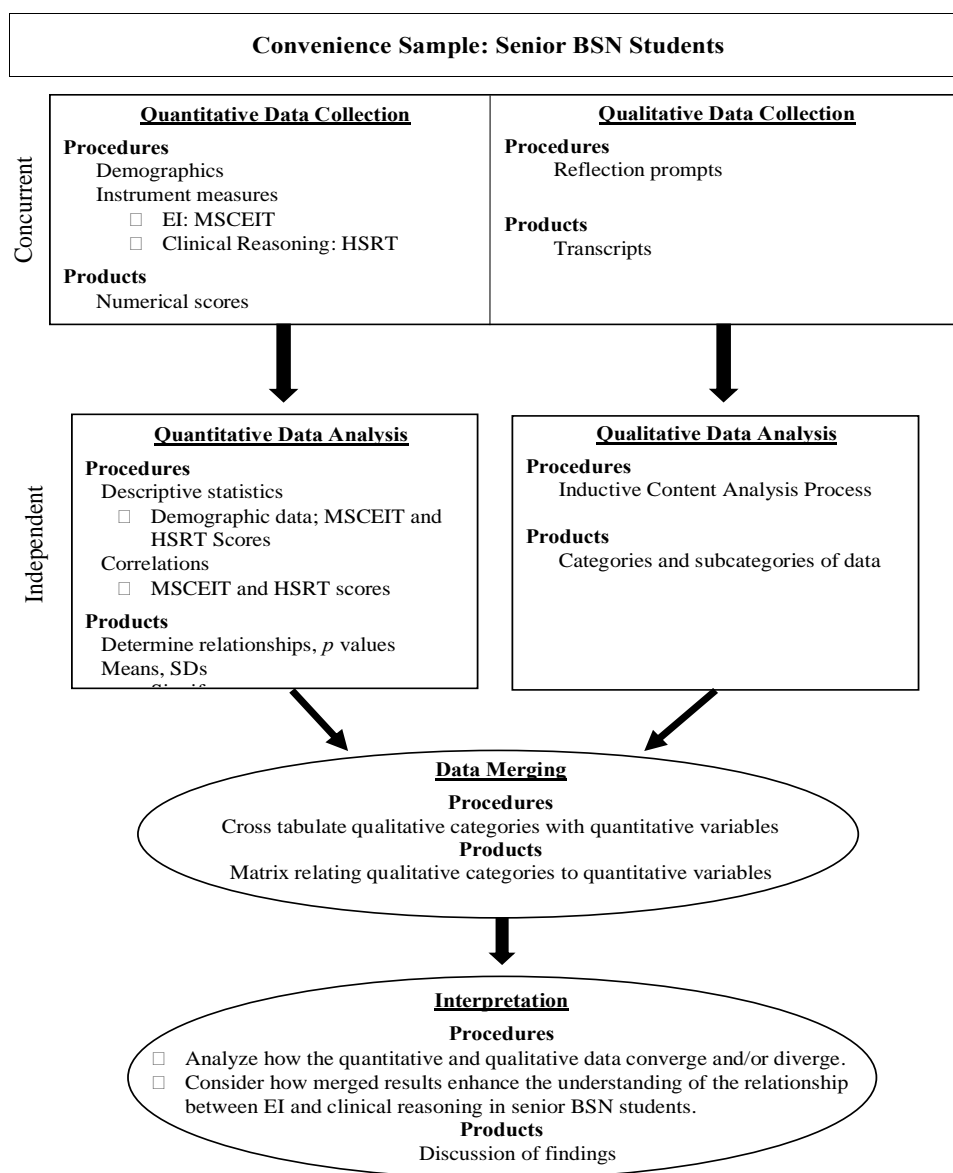 Convenience Sample: Senior BSN Students
Concurrent
Quantitative Data Collection
Procedures
Demographics
Instrument measures
EI: MSCEIT
Clinical Reasoning: HSRT
Products
Numerical scores
Qualitative Data Collection
Procedures
Reflection prompts
Products
Transcripts
Independent
Quantitative Data Analysis
Procedures
Descriptive statistics
Demographic data; MSCEIT and
HSRT Scores
Correlations
MSCEIT and HSRT scores
Products
Determine relationships, p values
Means, SDs
Qualitative Data Analysis
Procedures
Inductive Content Analysis Process
Products
Categories and subcategories of data
Data Merging
Procedures
Cross tabulate qualitative categories with quantitative variables
Products
Matrix relating qualitative categories to quantitative variables
Interpretation
Procedures
Analyze how the quantitative and qualitative data converge and/or diverge.
Consider how merged results enhance the understanding of the relationship
between EI and clinical reasoning in senior BSN students.
Products
Discussion of findings